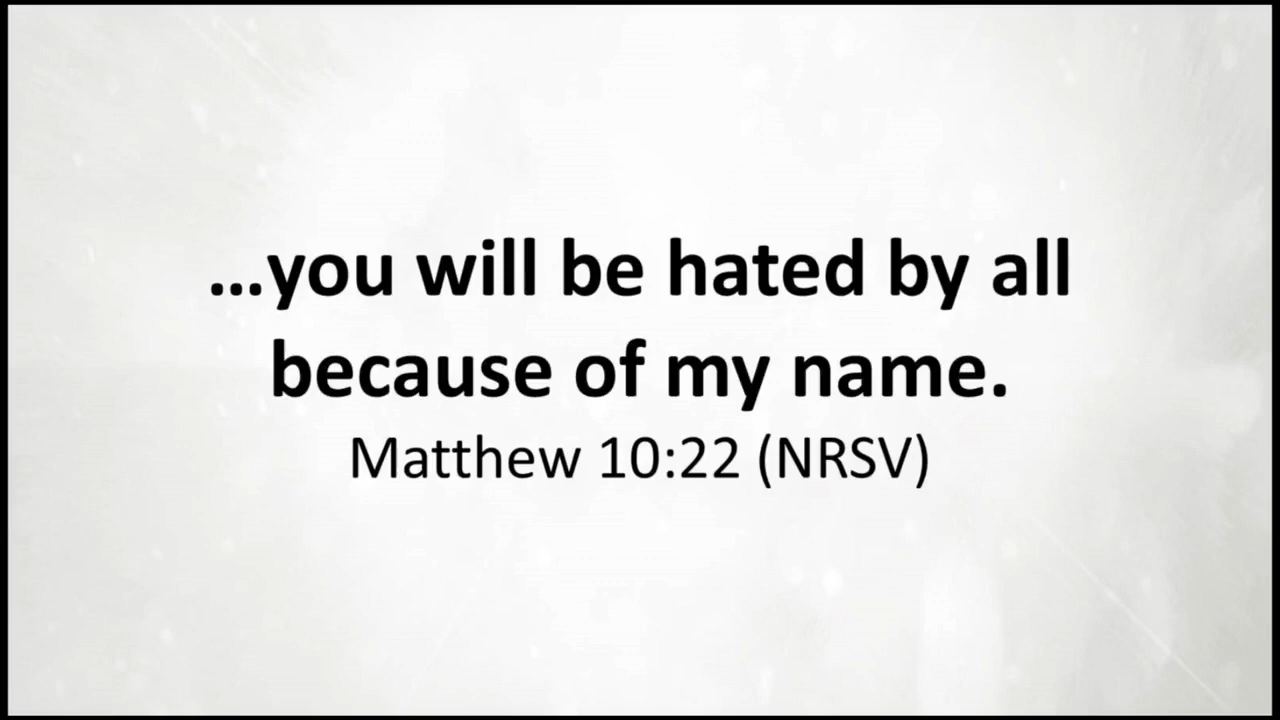 ...you will be hated by all
because of my name.
Matthew 10:22 (NRSV)